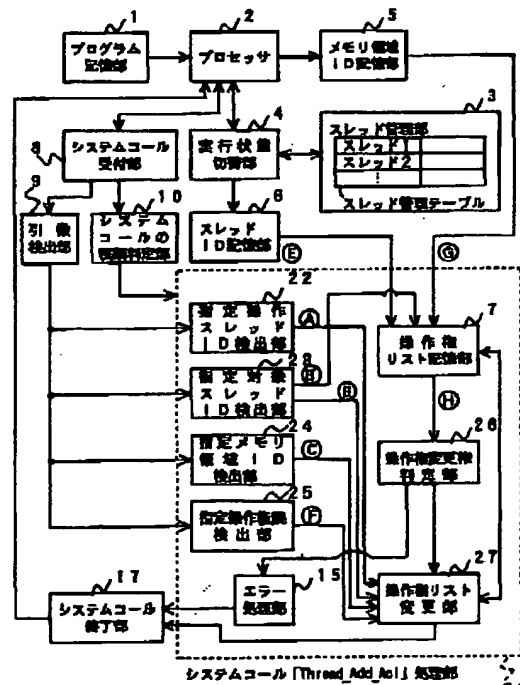 1
プログラム
記憶部
2
プロセッサ
5
メモリ領域
ID記憶部
3
スレッド管理部
スレッド1
スレッド2
⋮
スレッド管理テーブル
4
実行状態
切替部
8
システムコール
受付部
9
引数
検出部
10
システム
コールの
種類判定部
6
スレッド
ID記憶部
E
G
22
指定操作
スレッド
ID検出部
A
23
指定対象
スレッド
ID検出部
B
B
24
指定メモリ
領域ID
検出部
C
25
指定操作権限
検出部
F
7
操作権
リスト記憶部
H
26
操作権変更権
判定部
27
操作権リスト
変更部
15
エラー
処理部
17
システムコール
終了部
システムコール「Thread_Add_Acl」処理部